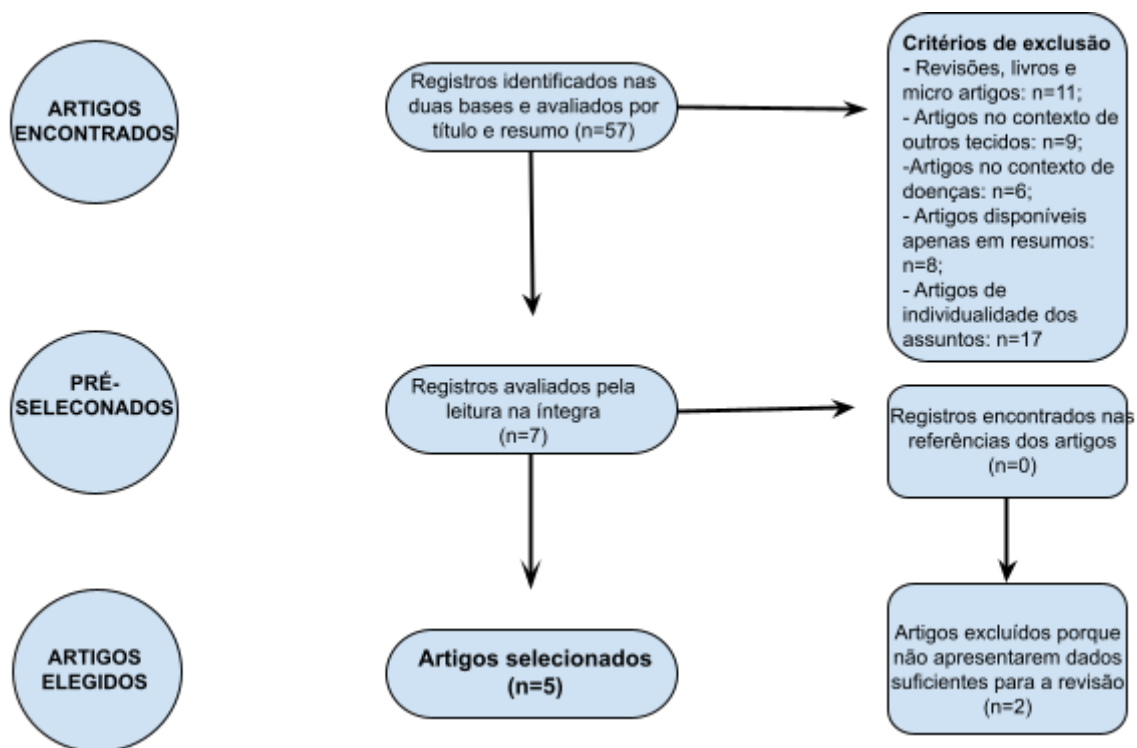 ARTIGOS
ENCONTRADOS
Registros identificados nas
duas bases e avaliados por
título e resumo (n=57)
Critérios de exclusão
- Revisões, livros e
micro artigos: n=11;
- Artigos no contexto de
outros tecidos: n=9;
-Artigos no contexto de
doenças: n=6;
- Artigos disponíveis
apenas em resumos:
n=8;
- Artigos de
individualidade dos
assuntos: n=17
PRÉ-
SELECONADOS
Registros avaliados pela
leitura na íntegra
(n=7)
Registros encontrados nas
referências dos artigos
(n=0)
ARTIGOS
ELEGIDOS
Artigos selecionados
(n=5)
Artigos excluídos porque
não apresentarem dados
suficientes para a revisão
(n=2)